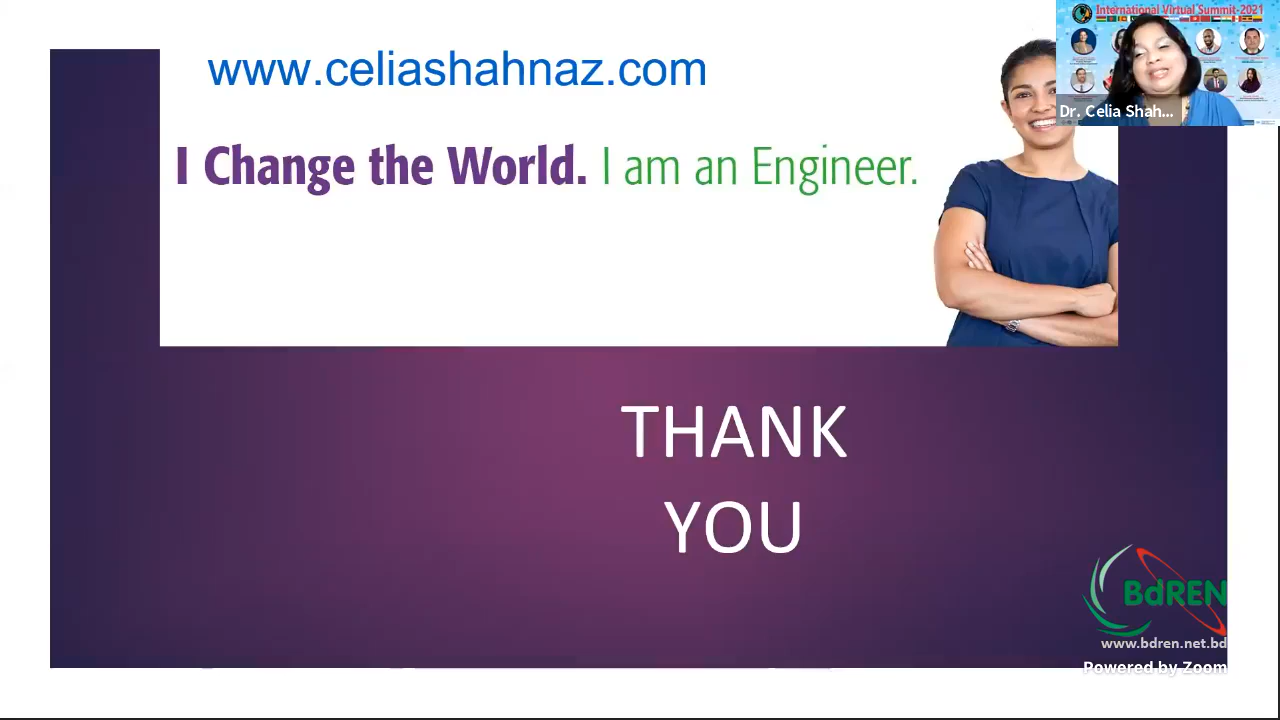 www.celiashahnaz.com
I Change the World. I am an Engineer.
International Virtual Summit-2021
Dr. Celia Shah...
THANK
YOU
BdREN
www.bdren.net.bd
Powered by Zoom